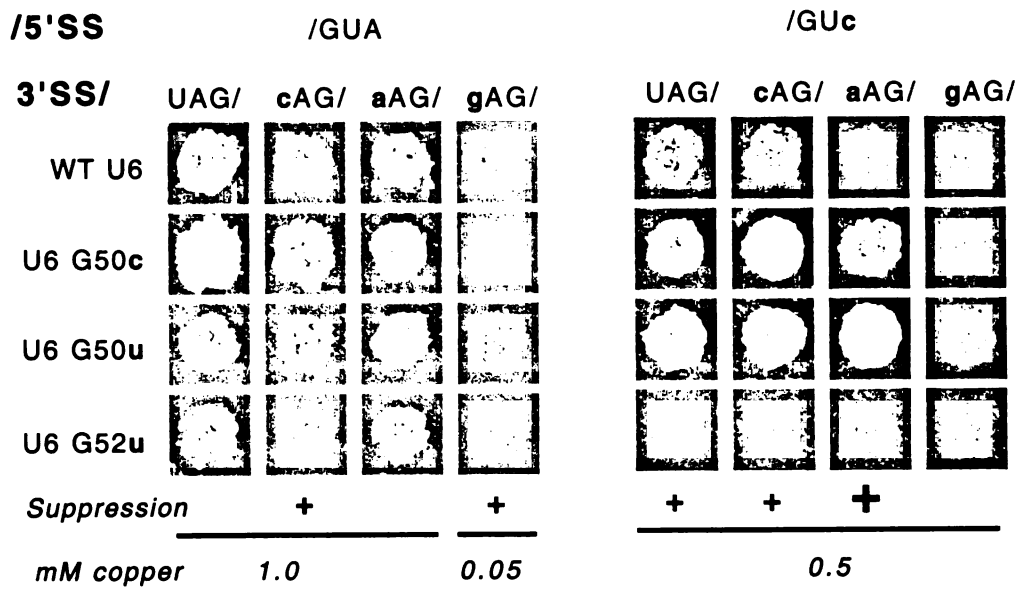 /5'SS /GUA /GUc
3'SS/ UAG/ cAG/ aAG/ gAG/ UAG/ cAG/ aAG/ gAG/
WT U6
U6 G50c
U6 G50u
U6 G52u
Suppression + + + + +
mM copper 1.0 0.05 0.5